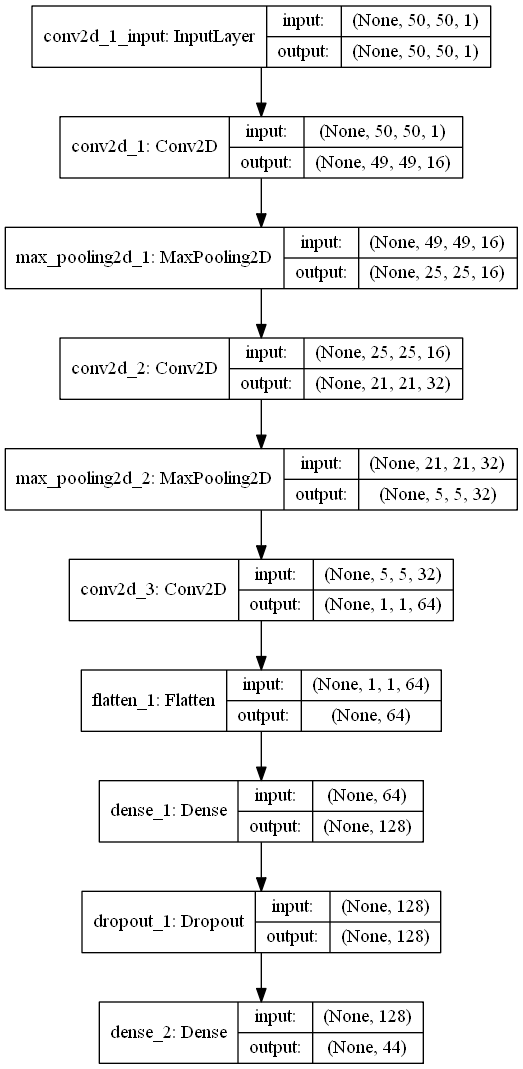 conv2d_1_input: InputLayer
input: (None, 50, 50, 1)
output: (None, 50, 50, 1)
conv2d_1: Conv2D
input: (None, 50, 50, 1)
output: (None, 49, 49, 16)
max_pooling2d_1: MaxPooling2D
input: (None, 49, 49, 16)
output: (None, 25, 25, 16)
conv2d_2: Conv2D
input: (None, 25, 25, 16)
output: (None, 21, 21, 32)
max_pooling2d_2: MaxPooling2D
input: (None, 21, 21, 32)
output: (None, 5, 5, 32)
conv2d_3: Conv2D
input: (None, 5, 5, 32)
output: (None, 1, 1, 64)
flatten_1: Flatten
input: (None, 1, 1, 64)
output: (None, 64)
dense_1: Dense
input: (None, 64)
output: (None, 128)
dropout_1: Dropout
input: (None, 128)
output: (None, 128)
dense_2: Dense
input: (None, 128)
output: (None, 44)